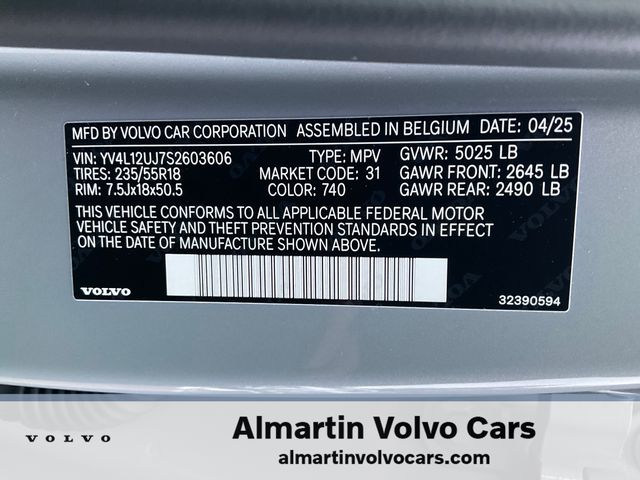 MFD BY VOLVO CAR CORPORATION ASSEMBLED IN BELGIUM DATE: 04/25
VIN: YV4L12UJ7S2603606 TYPE: MPV GVWR: 5025 LB
TIRES: 235/55R18 MARKET CODE: 31 GAWR FRONT: 2645 LB
RIM: 7.5Jx18x50.5 COLOR: 740 GAWR REAR: 2490 LB
THIS VEHICLE CONFORMS TO ALL APPLICABLE FEDERAL MOTOR
VEHICLE SAFETY AND THEFT PREVENTION STANDARDS IN EFFECT
ON THE DATE OF MANUFACTURE SHOWN ABOVE.
VOLVO 32390594
VOLVO
Almartin Volvo Cars
almartinvolvocars.com